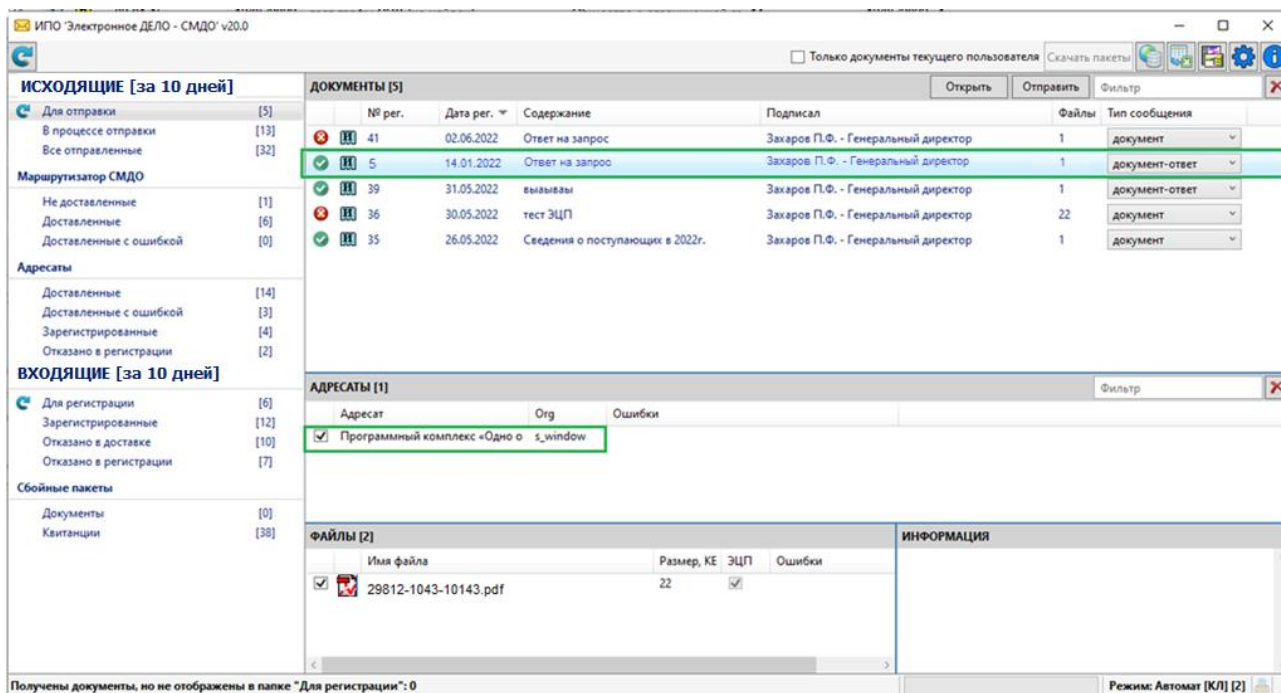 ИПО 'Электронное ДЕЛО - СМДО' v20.0
Только документы текущего пользователя Скачать пакеты
ИСХОДЯЩИЕ [за 10 дней]
Для отправки [5]
В процессе отправки [13]
Все отправленные [32]
Маршрутизатор СМДО
Не доставленные [1]
Доставленные [6]
Доставленные с ошибкой [0]
Адресаты
Доставленные [14]
Доставленные с ошибкой [3]
Зарегистрированные [4]
Отказано в регистрации [2]
ВХОДЯЩИЕ [за 10 дней]
Для регистрации [6]
Зарегистрированные [12]
Отказано в доставке [10]
Отказано в регистрации [7]
Сбойные пакеты
Документы [0]
Квитанции [38]
ДОКУМЕНТЫ [5] Открыть Отправить Фильтр
№ рег. Дата рег. Содержание Подписал Файлы Тип сообщения
41 02.06.2022 Ответ на запрос Захаров П.Ф. - Генеральный директор 1 документ
5 14.01.2022 Ответ на запрос Захаров П.Ф. - Генеральный директор 1 документ-ответ
39 31.05.2022 выаываы Захаров П.Ф. - Генеральный директор 1 документ-ответ
36 30.05.2022 тест ЭЦП Захаров П.Ф. - Генеральный директор 22 документ
35 26.05.2022 Сведения о поступающих в 2022г. Захаров П.Ф. - Генеральный директор 1 документ
АДРЕСАТЫ [1] Фильтр
Адресат Org Ошибки
Программный комплекс «Одно о s_window
ФАЙЛЫ [2]
Имя файла Размер, КБ ЭЦП Ошибки
29812-1043-10143.pdf 22
ИНФОРМАЦИЯ
Получены документы, но не отображены в папке "Для регистрации": 0
Режим: Автомат [КЛ] [2]